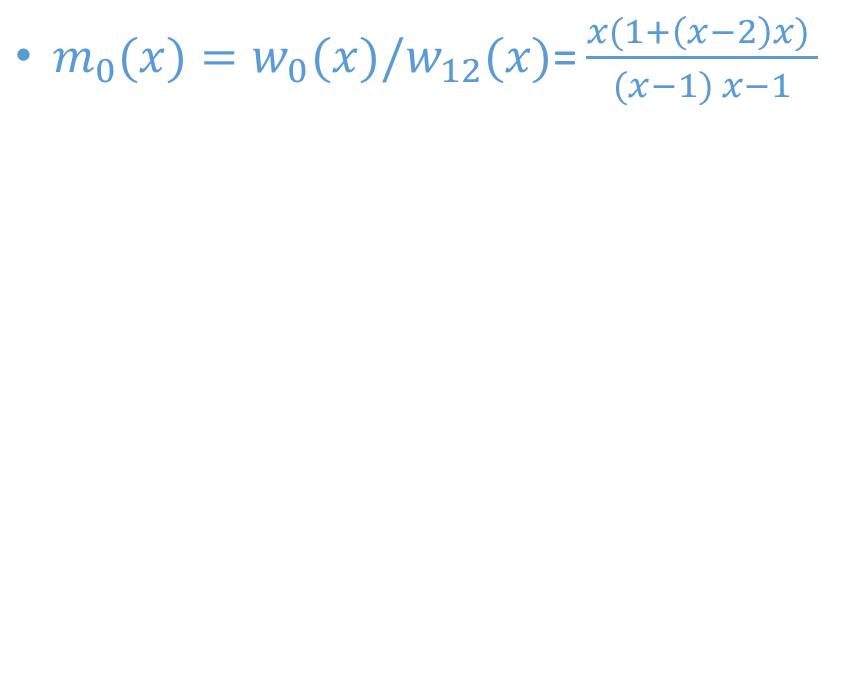 • m₀(x) = w₀(x)/w₁₂(x)= x(1+(x−2)x) / (x−1) x−1